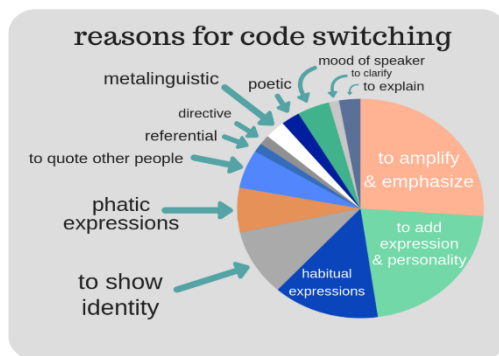 reasons for code switching
mood of speaker
metalinguistic
poetic
to clarify
to explain
directive
referential
to quote other people
to amplify
& emphasize
phatic
expressions
to add
expression
& personality
habitual
expressions
to show
identity